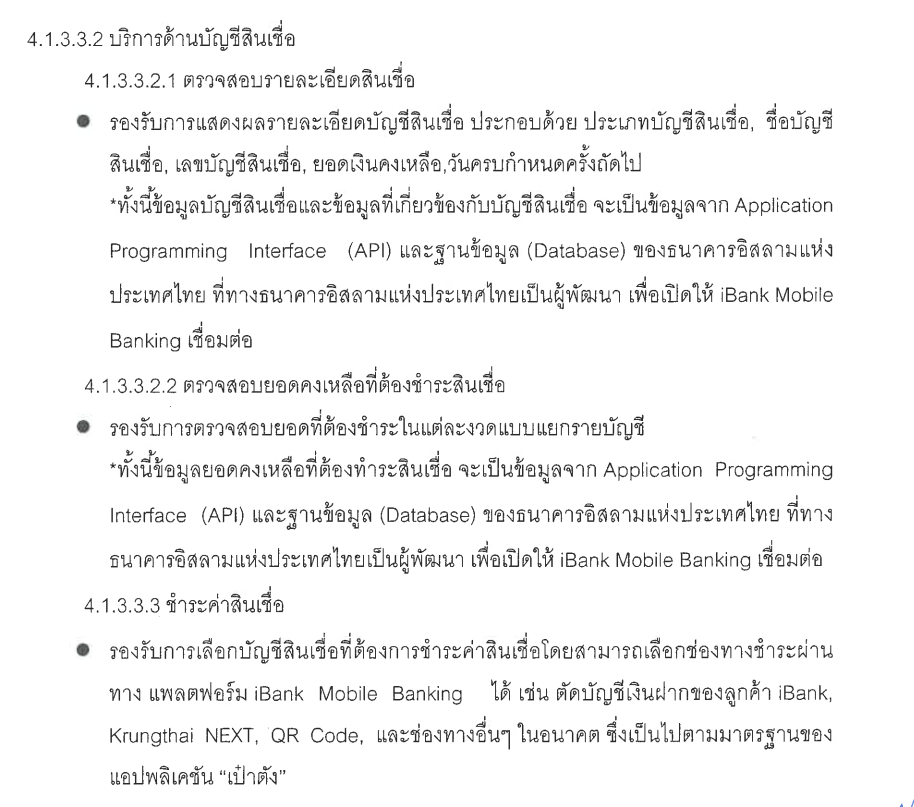 4.1.3.3.2 บริการด้านบัญชีสินเชื่อ
4.1.3.3.2.1 ตรวจสอบรายละเอียดสินเชื่อ
● รองรับการแสดงผลรายละเอียดบัญชีสินเชื่อ ประกอบด้วย ประเภทบัญชีสินเชื่อ, ชื่อบัญชี
สินเชื่อ, เลขบัญชีสินเชื่อ, ยอดเงินคงเหลือ,วันครบกำหนดครั้งถัดไป
*ทั้งนี้ข้อมูลบัญชีสินเชื่อและข้อมูลที่เกี่ยวข้องกับบัญชีสินเชื่อ จะเป็นข้อมูลจาก Application
Programming Interface (API) และฐานข้อมูล (Database) ของธนาคารอิสลามแห่ง
ประเทศไทย ที่ทางธนาคารอิสลามแห่งประเทศไทยเป็นผู้พัฒนา เพื่อเปิดให้ iBank Mobile
Banking เชื่อมต่อ
4.1.3.3.2.2 ตรวจสอบยอดคงเหลือที่ต้องชำระสินเชื่อ
● รองรับการตรวจสอบยอดที่ต้องชำระในแต่ละงวดแบบแยกรายบัญชี
*ทั้งนี้ข้อมูลยอดคงเหลือที่ต้องทำระสินเชื่อ จะเป็นข้อมูลจาก Application Programming
Interface (API) และฐานข้อมูล (Database) ของธนาคารอิสลามแห่งประเทศไทย ที่ทาง
ธนาคารอิสลามแห่งประเทศไทยเป็นผู้พัฒนา เพื่อเปิดให้ iBank Mobile Banking เชื่อมต่อ
4.1.3.3.3 ชำระค่าสินเชื่อ
● รองรับการเลือกบัญชีสินเชื่อที่ต้องการชำระค่าสินเชื่อโดยสามารถเลือกช่องทางชำระผ่าน
ทาง แพลตฟอร์ม iBank Mobile Banking ได้ เช่น ตัดบัญชีเงินฝากของลูกค้า iBank,
Krungthai NEXT, QR Code, และช่องทางอื่นๆ ในอนาคต ซึ่งเป็นไปตามมาตรฐานของ
แอปพลิเคชัน “เป๋าตัง”